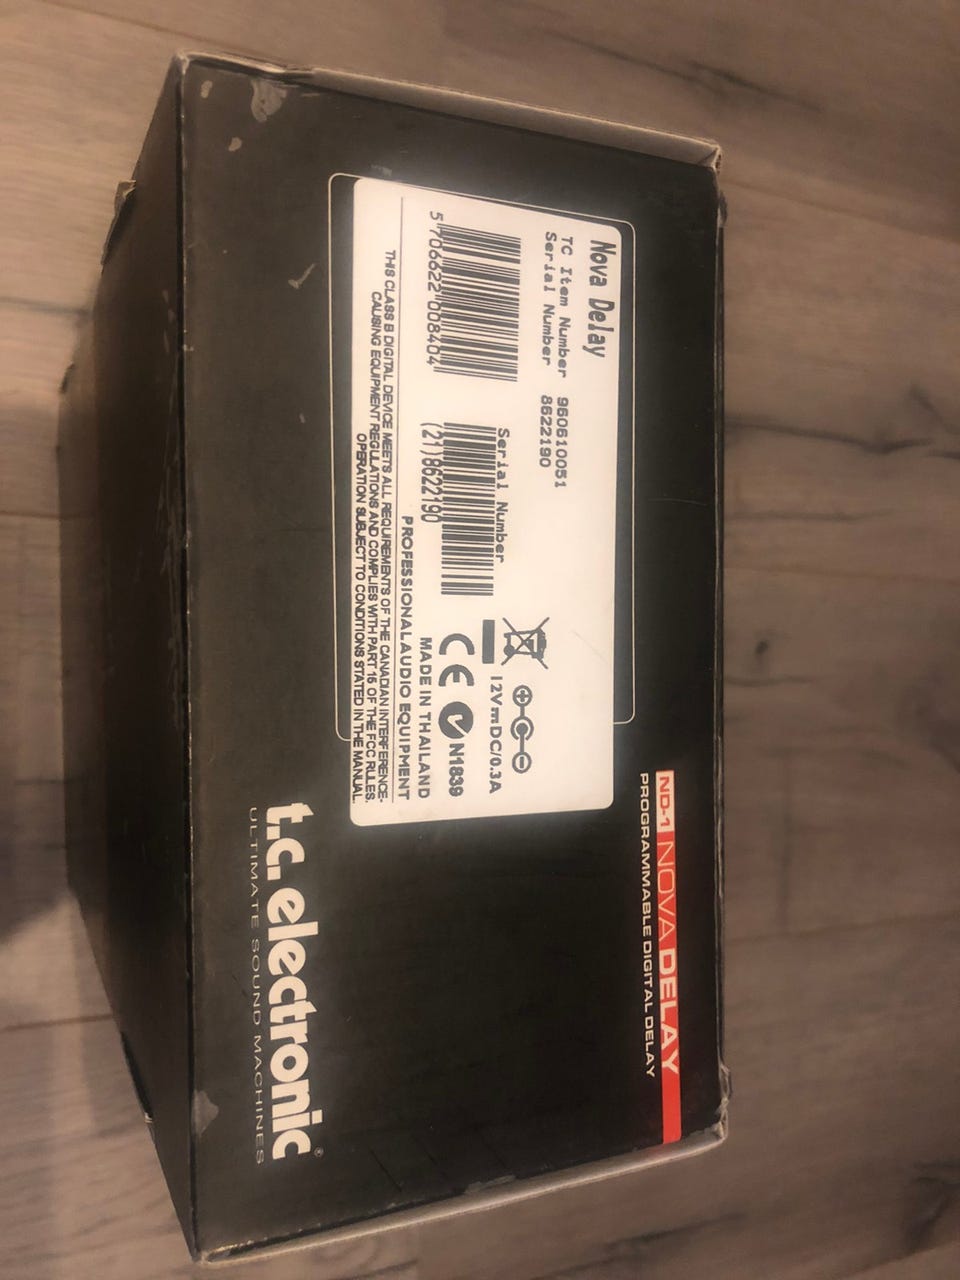 ND-1 NOVA DELAY
PROGRAMMABLE DIGITAL DELAY
Nova Delay
TC Item Number 960610051
Serial Number 8622190
5 706622 008404
Serial Number
(21)8622190
12V DC/0.3A
CE N1839
MADE IN THAILAND
PROFESSIONAL AUDIO EQUIPMENT
THIS CLASS B DIGITAL DEVICE MEETS ALL REQUIREMENTS OF THE CANADIAN INTERFERENCE-
CAUSING EQUIPMENT REGULATIONS AND COMPLIES WITH PART 15 OF THE FCC RULES.
OPERATION SUBJECT TO CONDITIONS STATED IN THE MANUAL.
t.c. electronic®
ULTIMATE SOUND MACHINES